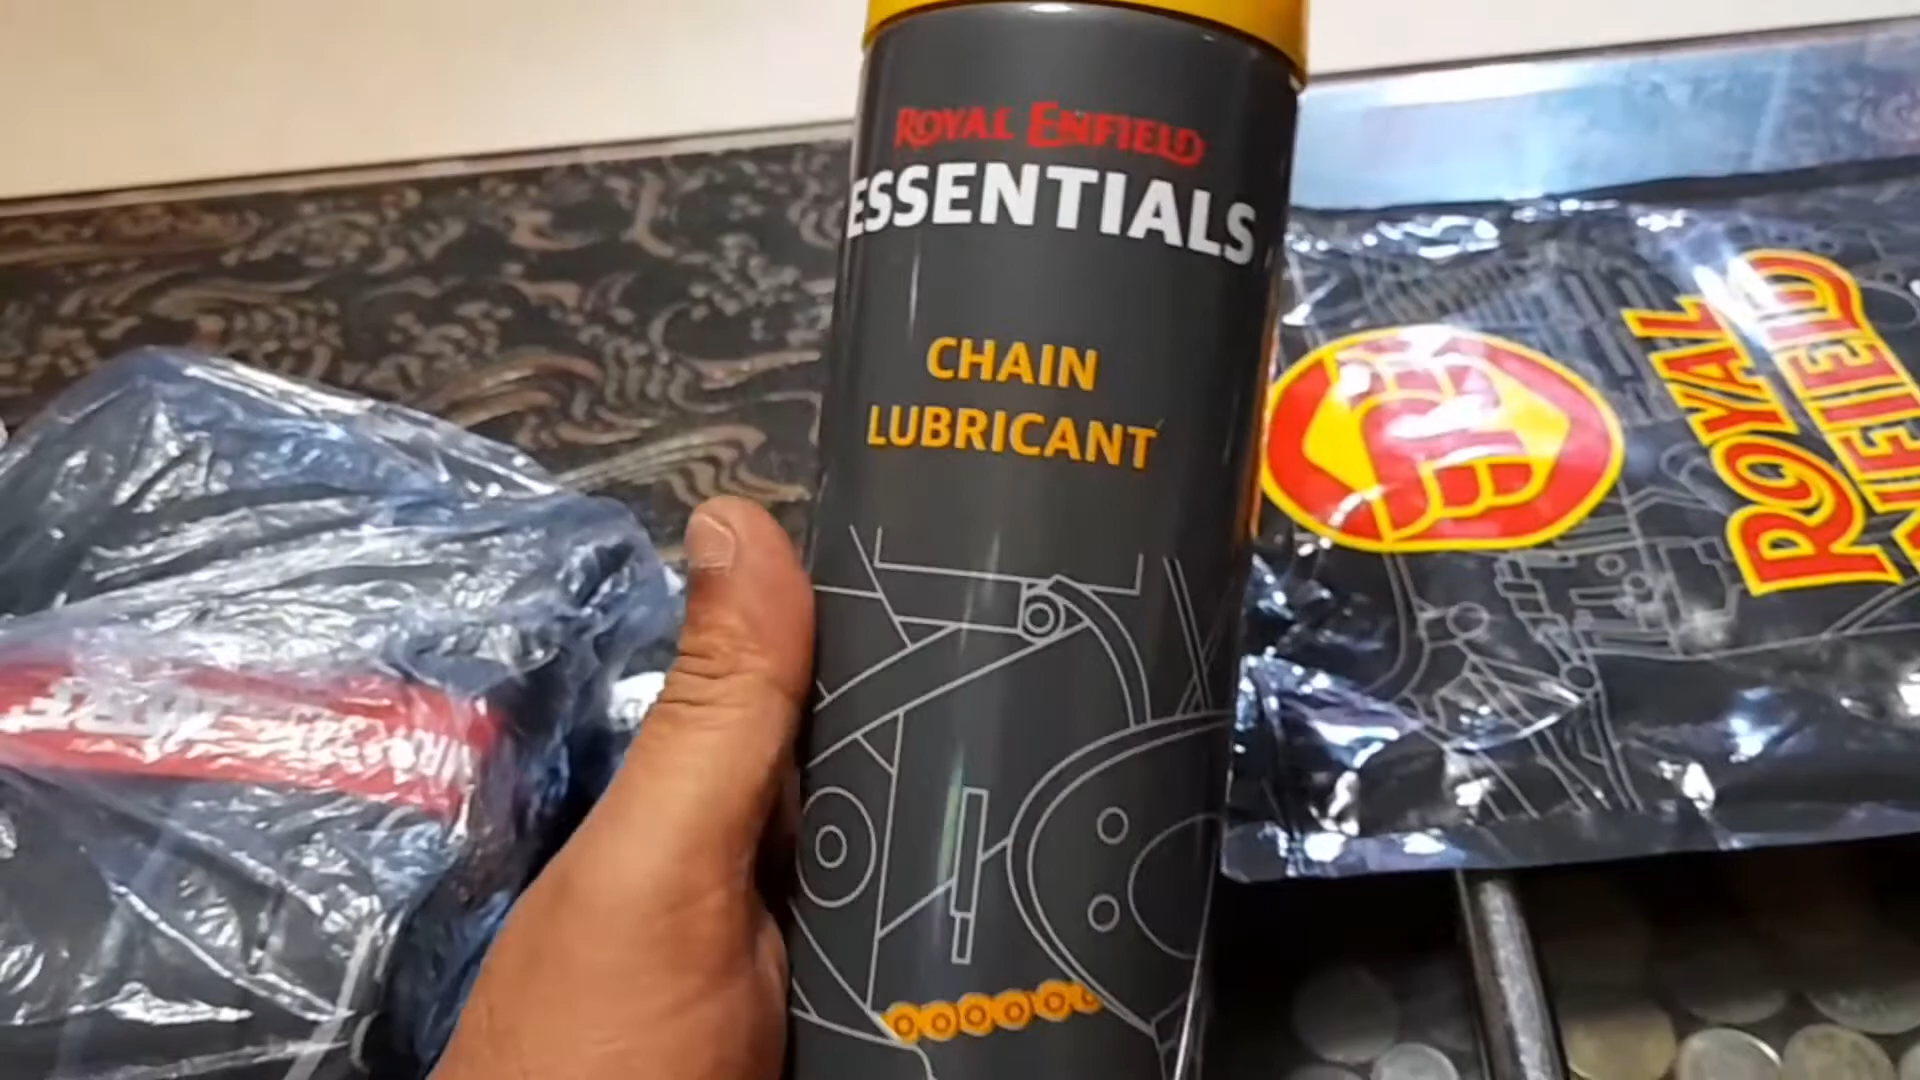 ROYAL ENFIELD
ESSENTIALS
CHAIN
LUBRICANT
ROYAL
ENFIELD